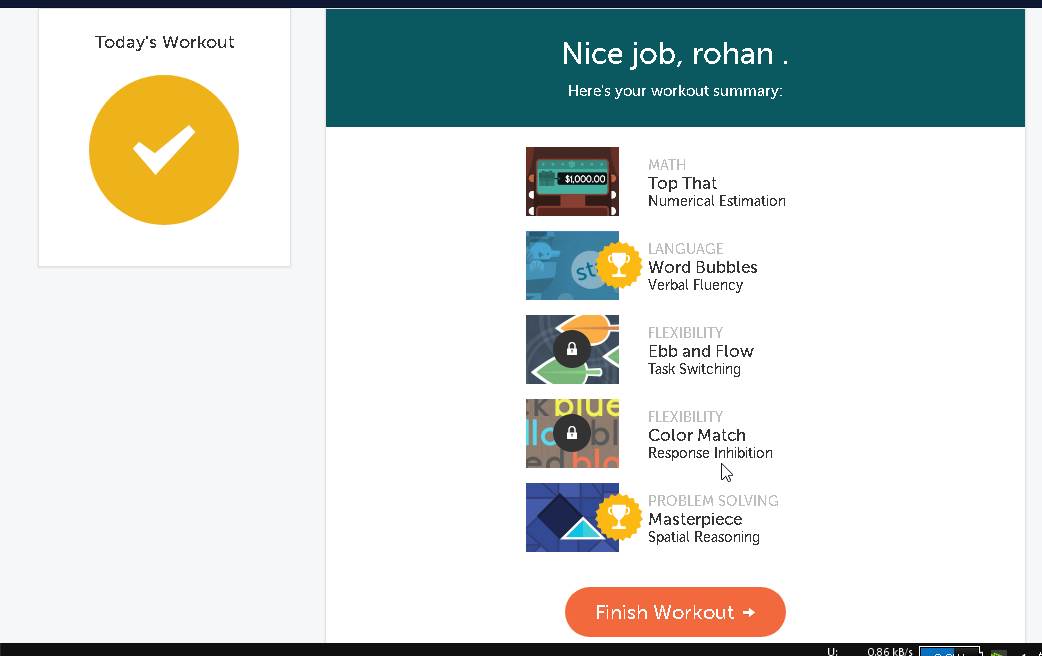 Today's Workout
Nice job, rohan .
Here's your workout summary:
$1,000.00
MATH
Top That
Numerical Estimation
LANGUAGE
Word Bubbles
Verbal Fluency
FLEXIBILITY
Ebb and Flow
Task Switching
blue
FLEXIBILITY
Color Match
Response Inhibition
PROBLEM SOLVING
Masterpiece
Spatial Reasoning
Finish Workout →
U: 0.86 kB/s